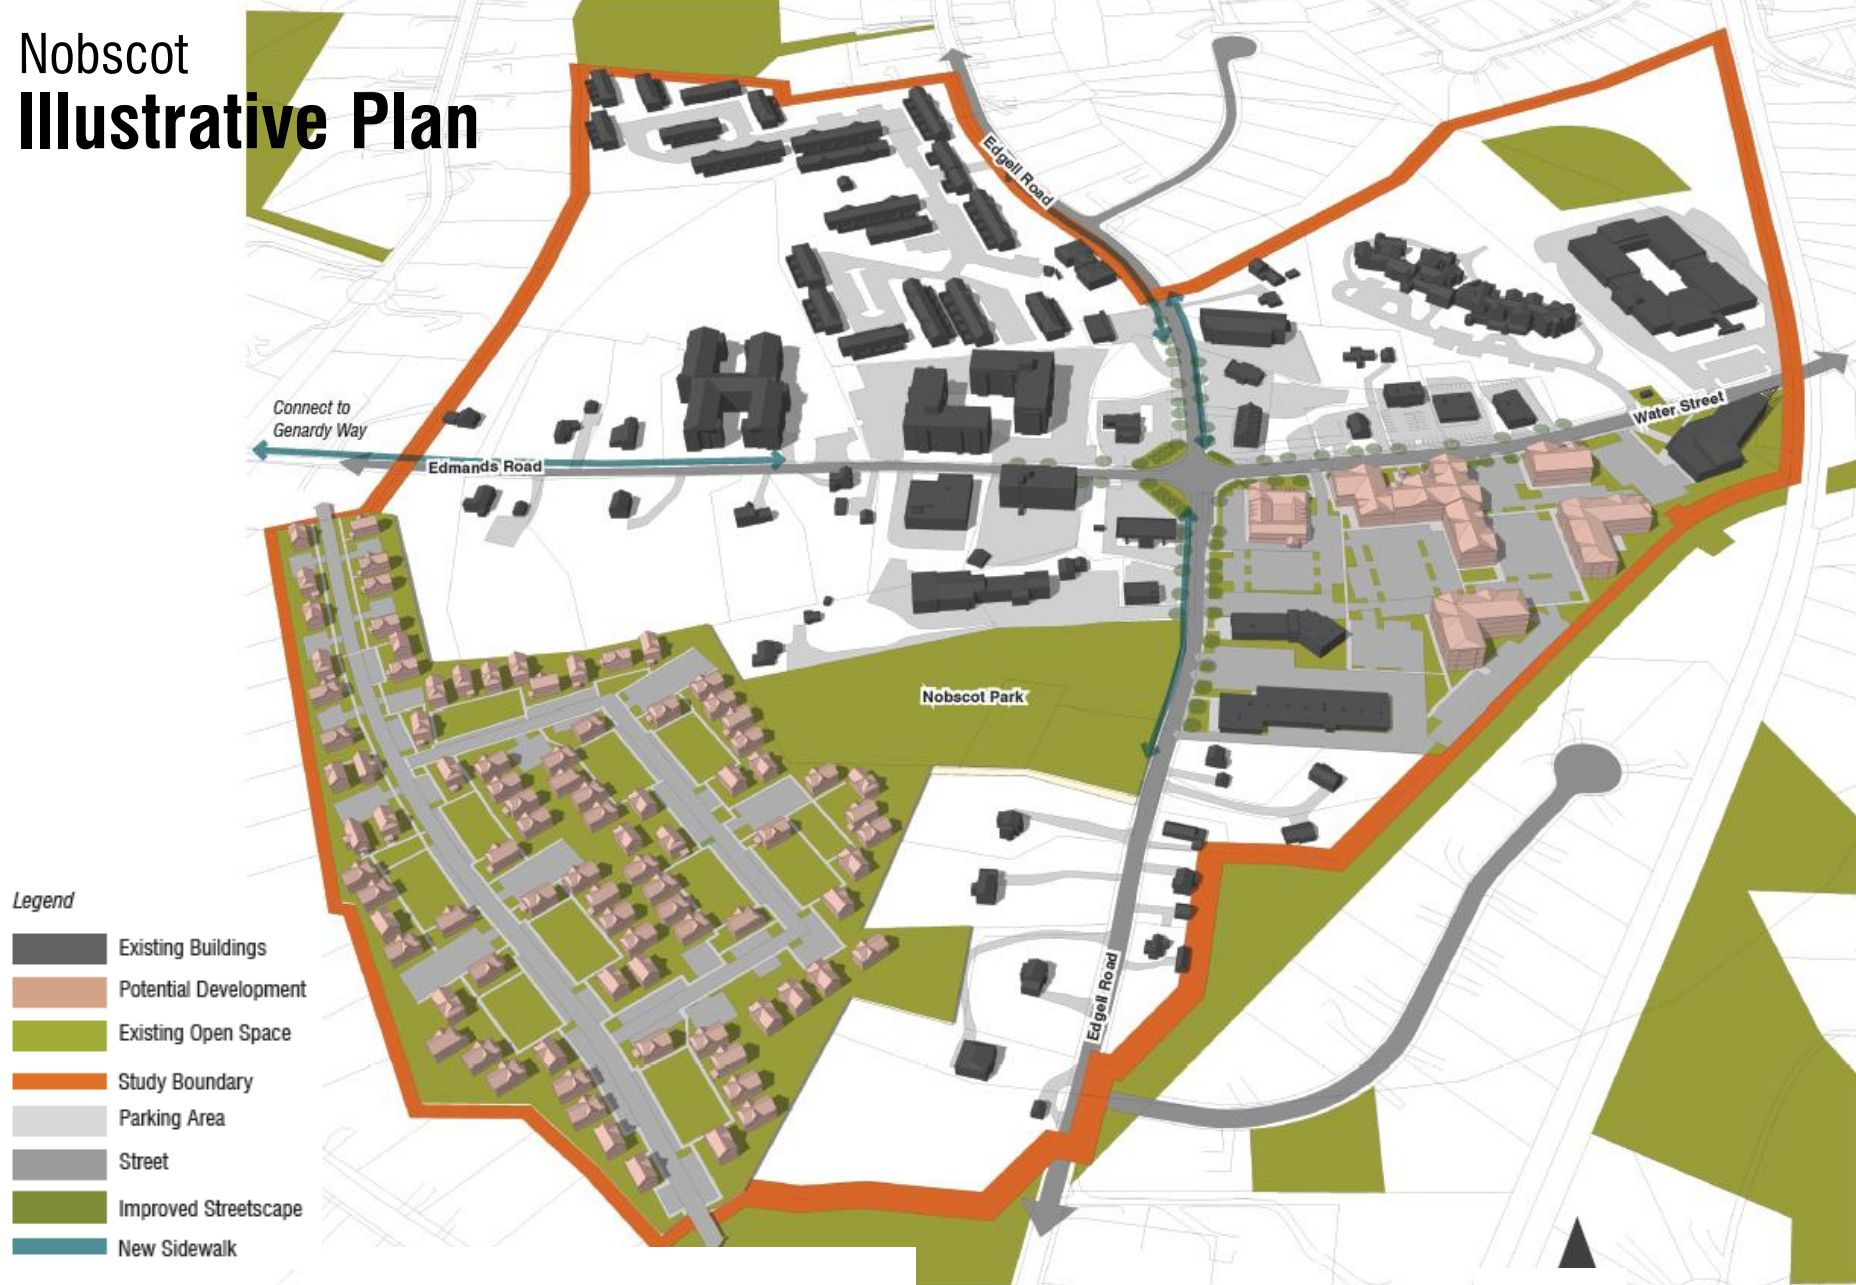 Nobscot
Illustrative Plan
Edgell Road
Connect to
Genardy Way
Edmands Road
Water Street
Nobscot Park
Edgell Road
Legend
Existing Buildings
Potential Development
Existing Open Space
Study Boundary
Parking Area
Street
Improved Streetscape
New Sidewalk